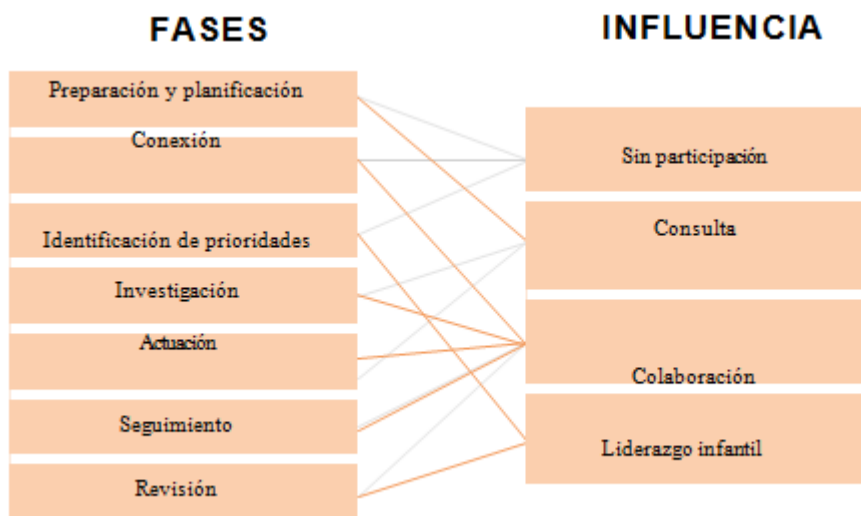 FASES
Preparación y planificación
Conexión
Identificación de prioridades
Investigación
Actuación
Seguimiento
Revisión
INFLUENCIA
Sin participación
Consulta
Colaboración
Liderazgo infantil